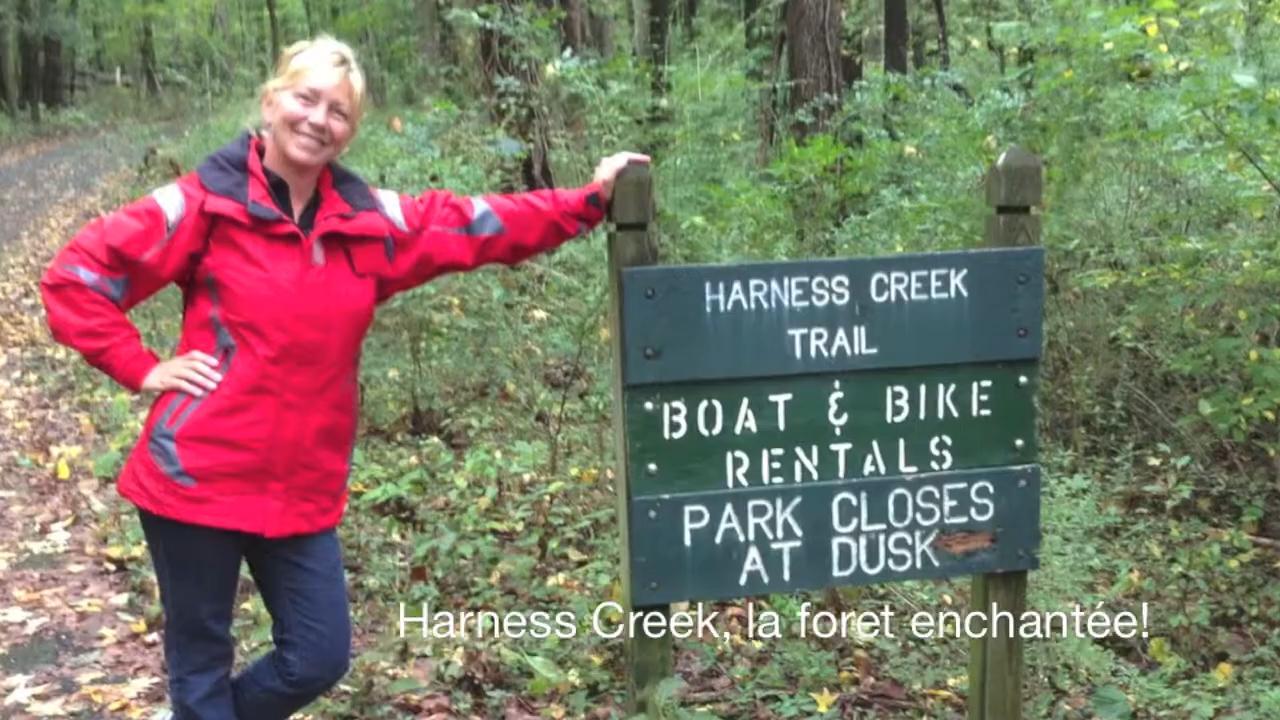 HARNESS CREEK
TRAIL
BOAT & BIKE
RENTALS
PARK CLOSES
AT DUSK
Harness Creek, la foret enchantée!